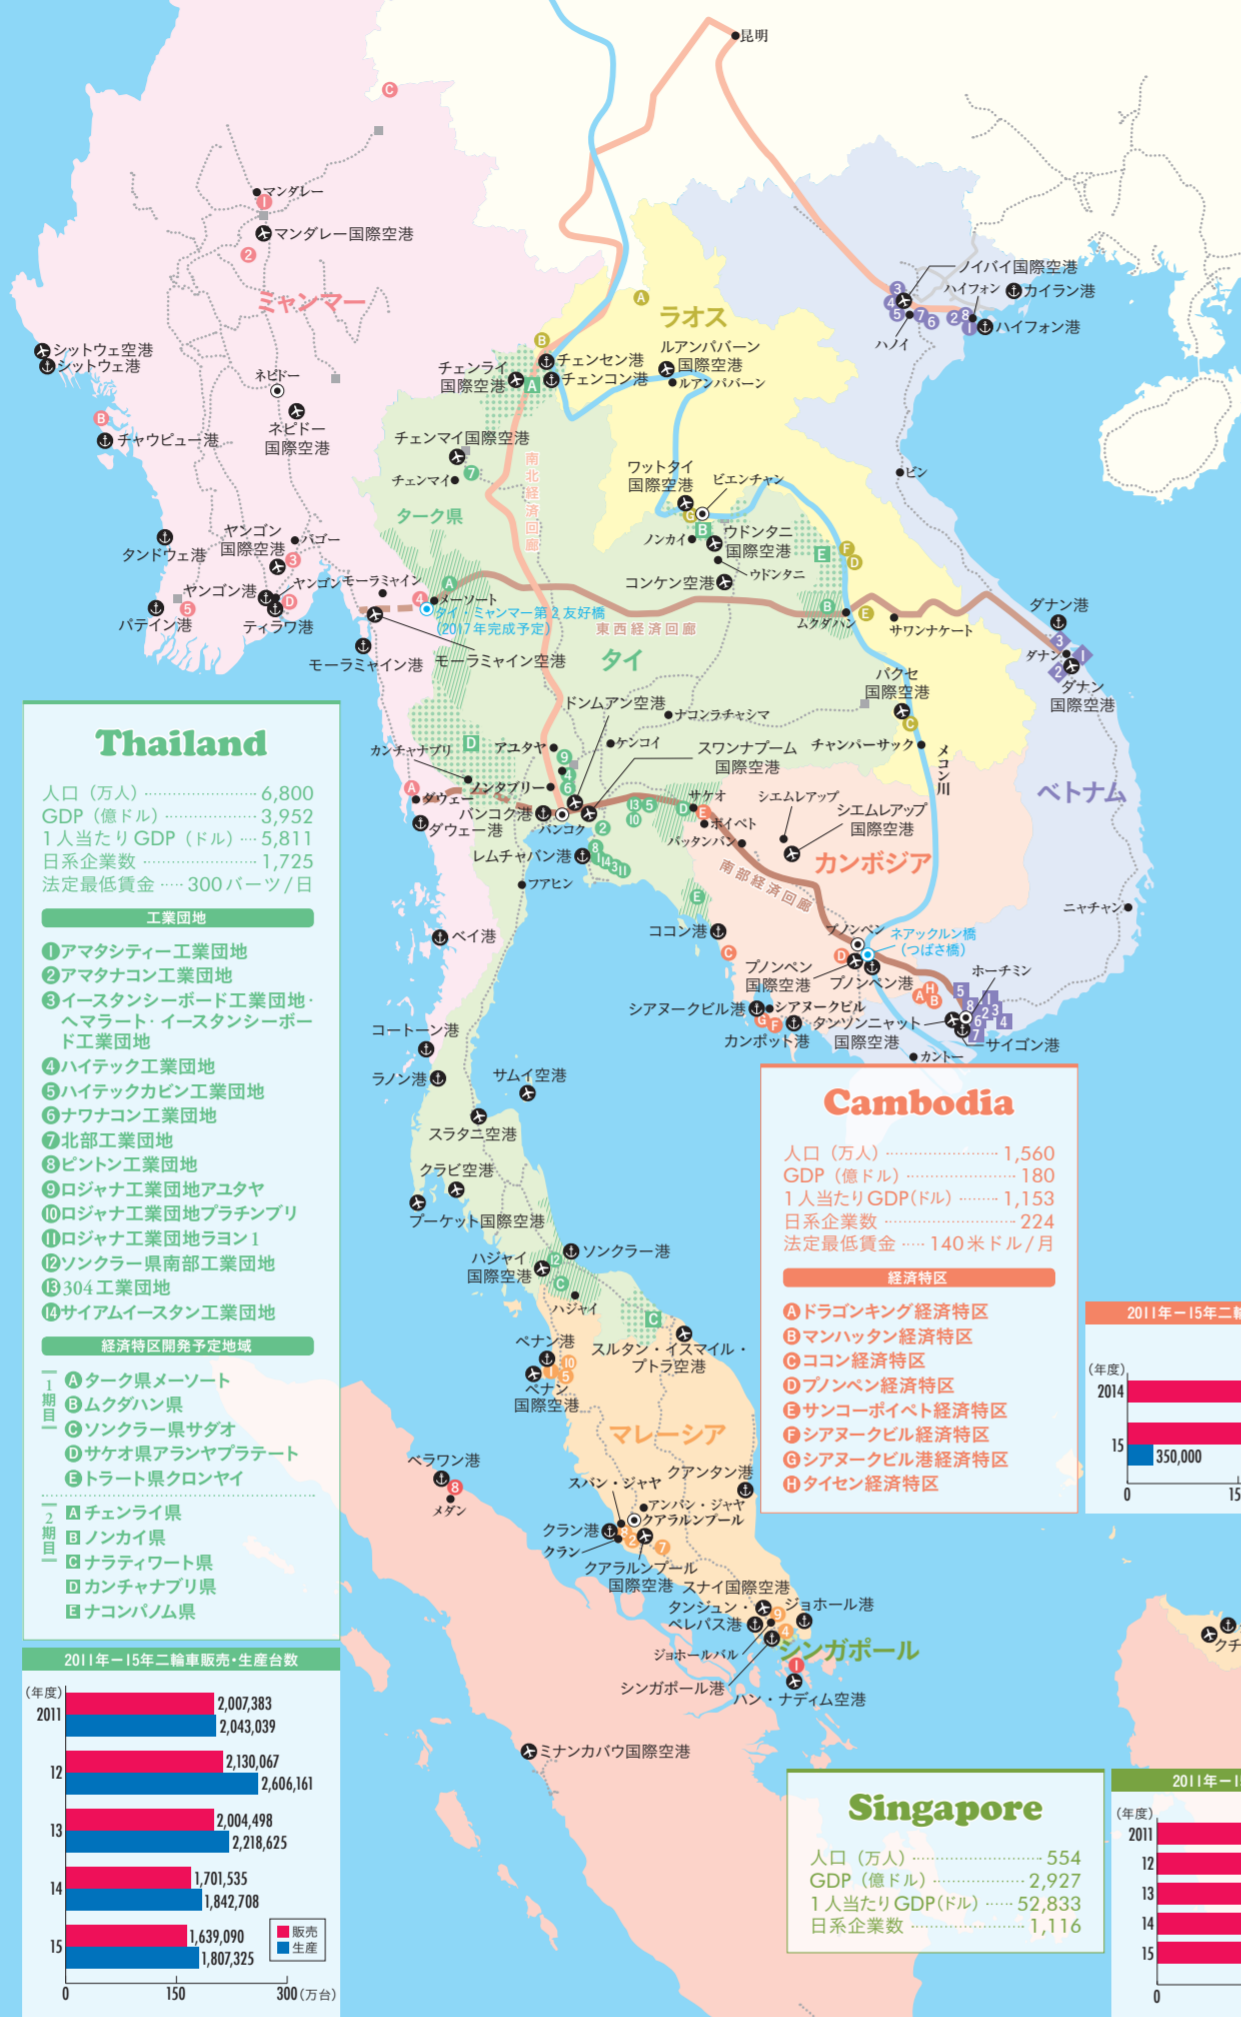 昆明
C
マンダレー
1
マンダレー国際空港
2
ミャンマー
A
ラオス
B
ノイバイ国際空港
ハイフォン
カイラン港
3
4
5
7
6
2
8
1
ハイフォン港
ハノイ
シットウェ空港
シットウェ港
ネピドー
チェンライ
国際空港
A
チェンセン港
チェンコン港
ルアンパバーン
国際空港
ルアンパバーン
B
チャウピュー港
ネピドー
国際空港
チェンマイ国際空港
チェンマイ
7
南北経済回廊
ワットタイ
国際空港
ビエンチャン
ビン
ターク県
G
B
ノンカイ
ウドンタニ
国際空港
ウドンタニ
E
F
D
タンドウェ港
ヤンゴン
国際空港
バゴー
3
コンケン空港
ヤンゴン港
ヤンゴン
D
モーラミャイン
4
A
メーソート
タイ・ミャンマー第2友好橋
(2017年完成予定)
B
ムクダハン
E
サワンナケート
5
パテイン港
ティラワ港
東西経済回廊
ダナン港
3
1
2
ダナン
ダナン
国際空港
モーラミャイン港
モーラミャイン空港
タイ
パクセ
国際空港
C
ドンムアン空港
ナコンラチャシマ
カンチャナブリ
D
アユタヤ
ケンコイ
スワンナプーム
国際空港
チャンパーサック
メコン川
9
4
6
ノンタブリー
A
ダウェー
ダウェー港
バンコク港
バンコク
13
5
10
D
サケオ
E
ポイペト
シエムレアップ
シエムレアップ
国際空港
ベトナム
2
バッタンバン
カンボジア
レムチャバン港
8
1
14
3
11
フアヒン
南部経済回廊
E
ニャチャン
ベイ港
ココン港
C
プノンペン
ネアックルン橋
(つばさ橋)
D
プノンペン
国際空港
プノンペン港
A
H
B
ホーチミン
5
8
1
2
3
6
4
7
シアヌークビル港
シアヌークビル
G
F
カンポット港
タンソンニャット
国際空港
サイゴン港
カントー
コートーン港
ラノン港
サムイ空港
スラタニ空港
クラビ空港
プーケット国際空港
ソンクラー港
ハジャイ
国際空港
12
C
ハジャイ
C
スルタン・イスマイル・
プトラ空港
ペナン港
1
10
5
ペナン
国際空港
マレーシア
ベラワン港
8
メダン
スバン・ジャヤ
クアンタン港
アンパン・ジャヤ
クアラルンプール
クラン港
クラン
8
2
7
クアラルンプール
国際空港
スナイ国際空港
タンジュン・
ペレパス港
ジョホール港
9
4
ジョホールバル
シンガポール
シンガポール港
1
ハン・ナディム空港
ミナンカバウ国際空港
クチ
Thailand
人口(万人) 6,800
GDP(億ドル) 3,952
1人当たりGDP(ドル) 5,811
日系企業数 1,725
法定最低賃金 300バーツ/日
工業団地
1アマタシティー工業団地
2アマタナコン工業団地
3イースタンシーボード工業団地・
ヘマラート・イースタンシーボー
ド工業団地
4ハイテック工業団地
5ハイテックカビン工業団地
6ナワナコン工業団地
7北部工業団地
8ピントン工業団地
9ロジャナ工業団地アユタヤ
10ロジャナ工業団地プラチンブリ
11ロジャナ工業団地ラヨン1
12ソンクラー県南部工業団地
13304工業団地
14サイアムイースタン工業団地
経済特区開発予定地域
1期目
Aターク県メーソート
Bムクダハン県
Cソンクラー県サダオ
Dサケオ県アランヤプラテート
Eトラート県クロンヤイ
2期目
Aチェンライ県
Bノンカイ県
Cナラティワート県
Dカンチャナブリ県
Eナコンパノム県
2011年−15年二輪車販売・生産台数
(年度)
2011
2,007,383
2,043,039
12
2,130,067
2,606,161
13
2,004,498
2,218,625
14
1,701,535
1,842,708
15
1,639,090
1,807,325
販売
生産
0 150 300(万台)
Cambodia
人口(万人) 1,560
GDP(億ドル) 180
1人当たりGDP(ドル) 1,153
日系企業数 224
法定最低賃金 140米ドル/月
経済特区
Aドラゴンキング経済特区
Bマンハッタン経済特区
Cココン経済特区
Dプノンペン経済特区
Eサンコーポイペト経済特区
Fシアヌークビル経済特区
Gシアヌークビル港経済特区
Hタイセン経済特区
2011年−15年二輪
(年度)
2014
15
350,000
0 15
Singapore
人口(万人) 554
GDP(億ドル) 2,927
1人当たりGDP(ドル) 52,833
日系企業数 1,116
2011年−1
(年度)
2011
12
13
14
15
0